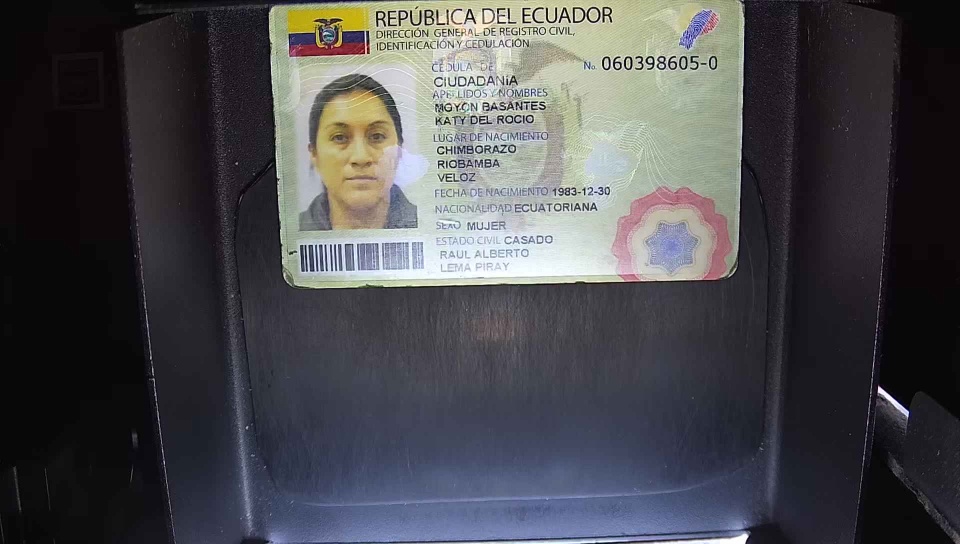 REPÚBLICA DEL ECUADOR
DIRECCIÓN GENERAL DE REGISTRO CIVIL,
IDENTIFICACIÓN Y CEDULACIÓN
CÉDULA DE No. 060398605-0
CIUDADANÍA
APELLIDOS Y NOMBRES
MOYON BASANTES
KATY DEL ROCIO
LUGAR DE NACIMIENTO
CHIMBORAZO
RIOBAMBA
VELOZ
FECHA DE NACIMIENTO 1983-12-30
NACIONALIDAD ECUATORIANA
SEXO MUJER
ESTADO CIVIL CASADO
RAUL ALBERTO
LEMA PIRAY